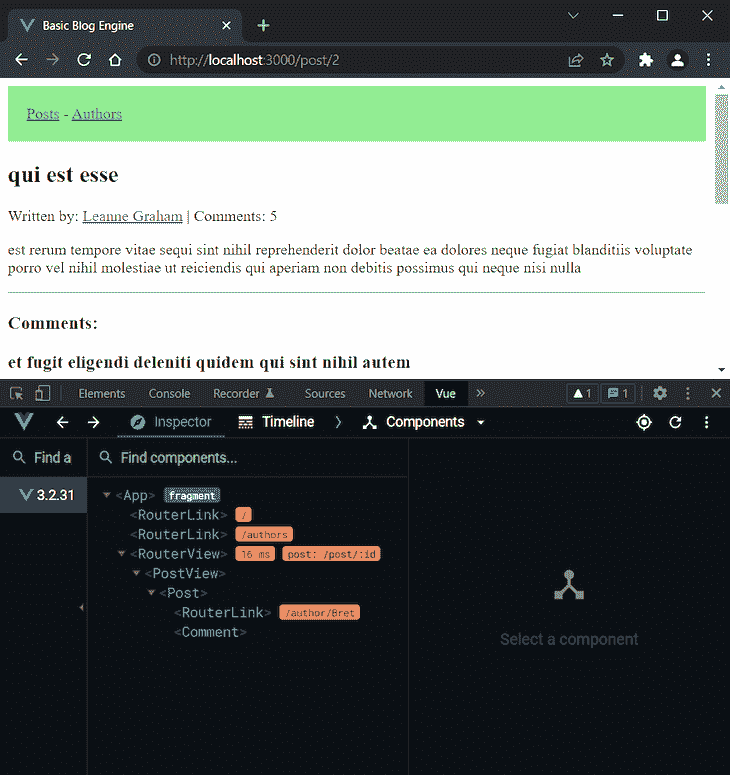 Basic Blog Engine
http://localhost:3000/post/2
Posts - Authors
qui est esse
Written by: Leanne Graham | Comments: 5
est rerum tempore vitae sequi sint nihil reprehenderit dolor beatae ea dolores neque fugiat blanditiis voluptate
porro vel nihil molestiae ut reiciendis qui aperiam non debitis possimus qui neque nisi nulla
Comments:
et fugit eligendi deleniti quidem qui sint nihil autem
Elements Console Recorder Sources Network Vue » 1 1
Inspector Timeline Components
Find a Find components...
3.2.31
<App> fragment
<RouterLink> /
<RouterLink> /authors
<RouterView> 16 ms post: /post/:id
<PostView>
<Post>
<RouterLink> /author/Bret
<Comment>
Select a component